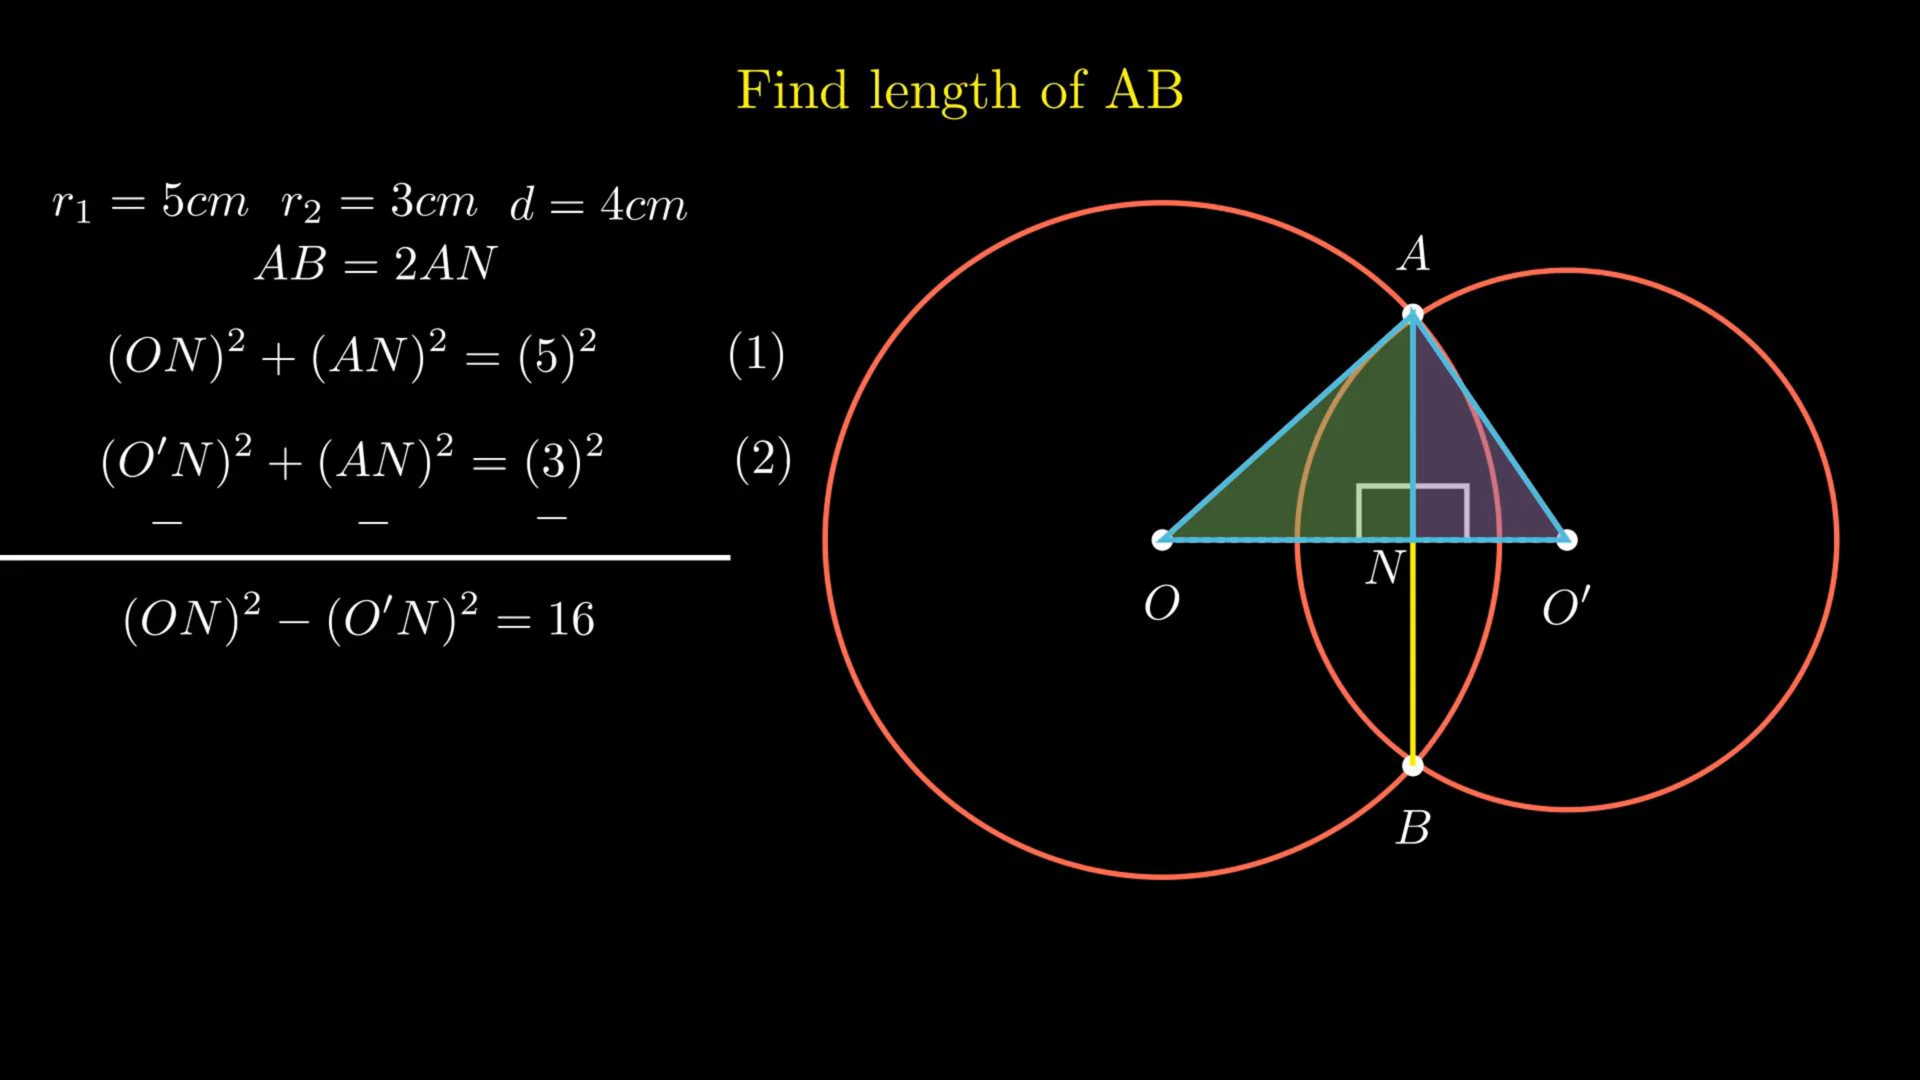 Find length of AB
r₁ = 5cm r₂ = 3cm d = 4cm
AB = 2AN
(ON)² + (AN)² = (5)² (1)
(O′N)² + (AN)² = (3)² (2)
− − −
(ON)² − (O′N)² = 16
A
N
O
O′
B